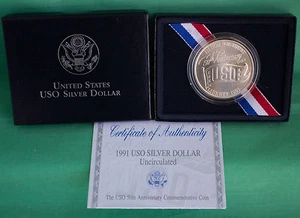 UNITED STATES
USO SILVER DOLLAR
USO
Certificate of Authenticity
1991 USO SILVER DOLLAR
Uncirculated
The USO 50th Anniversary Commemorative Coin